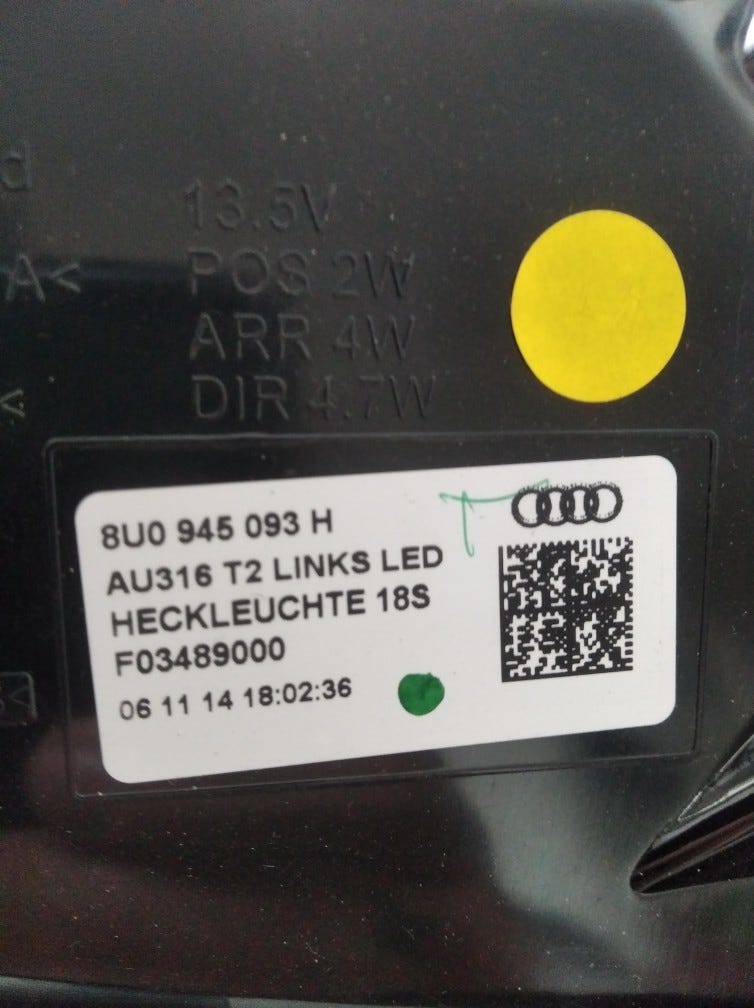 13.5V
POS 2W
ARR 4W
DIR 4.7W
A<
<
8U0 945 093 H
AU316 T2 LINKS LED
HECKLEUCHTE 18S
F03489000
06 11 14 18:02:36